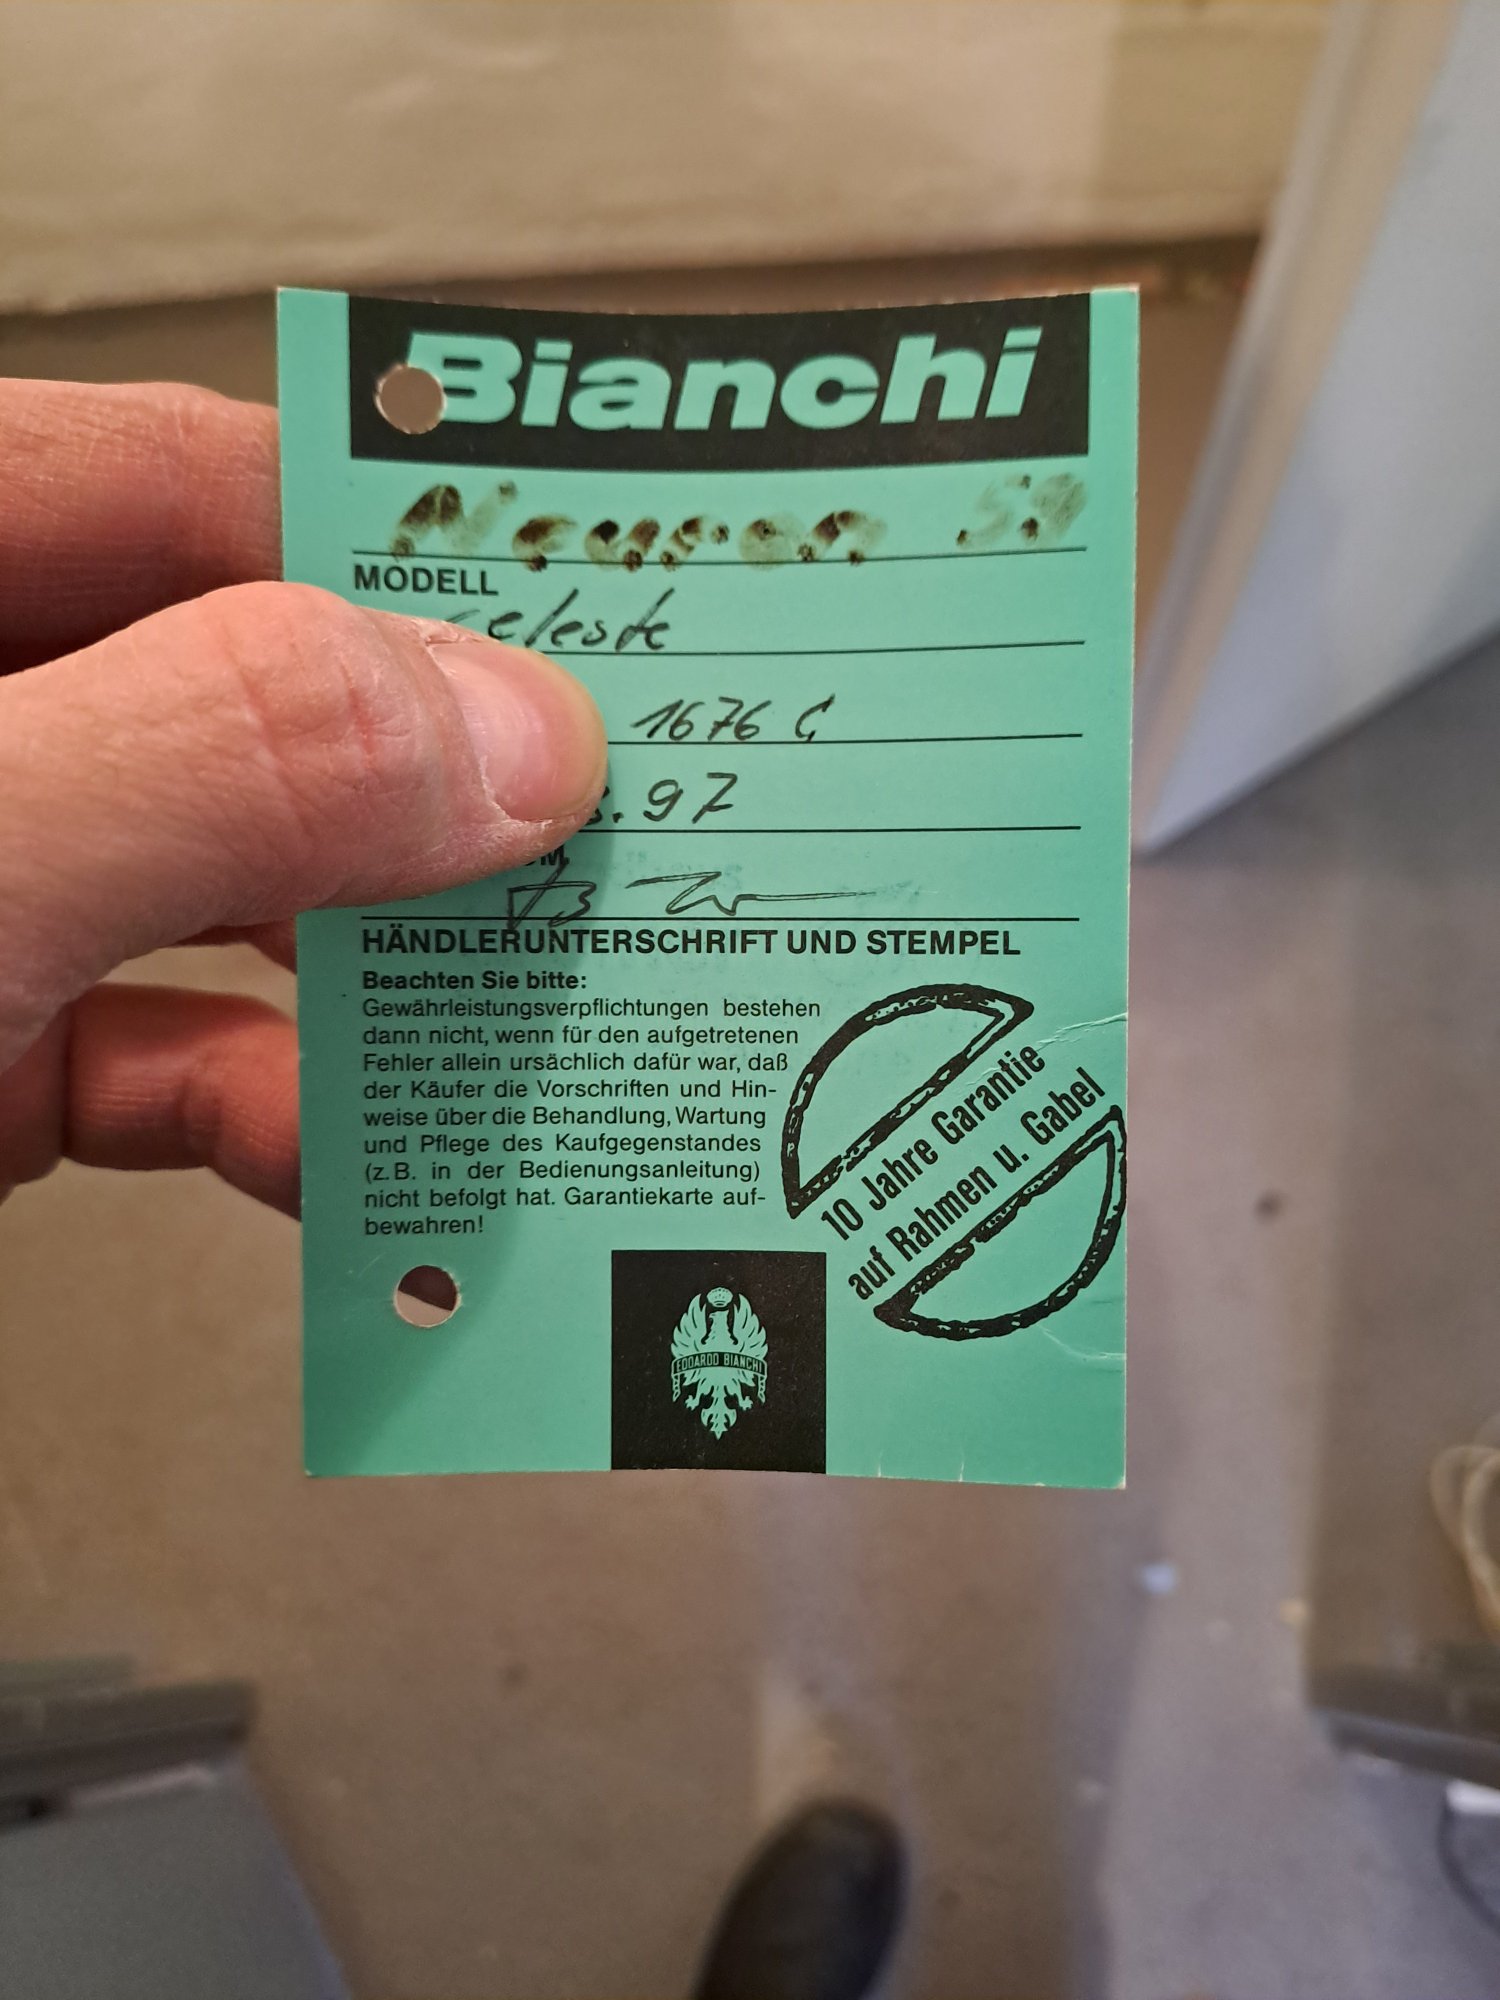 Bianchi
Neuron 59
MODELL
celeste
1676 C
.97
HÄNDLERUNTERSCHRIFT UND STEMPEL
Beachten Sie bitte:
Gewährleistungsverpflichtungen bestehen
dann nicht, wenn für den aufgetretenen
Fehler allein ursächlich dafür war, daß
der Käufer die Vorschriften und Hin-
weise über die Behandlung, Wartung
und Pflege des Kaufgegenstandes
(z.B. in der Bedienungsanleitung)
nicht befolgt hat. Garantiekarte auf-
bewahren!
10 Jahre Garantie
auf Rahmen u. Gabel
EDOARDO BIANCHI